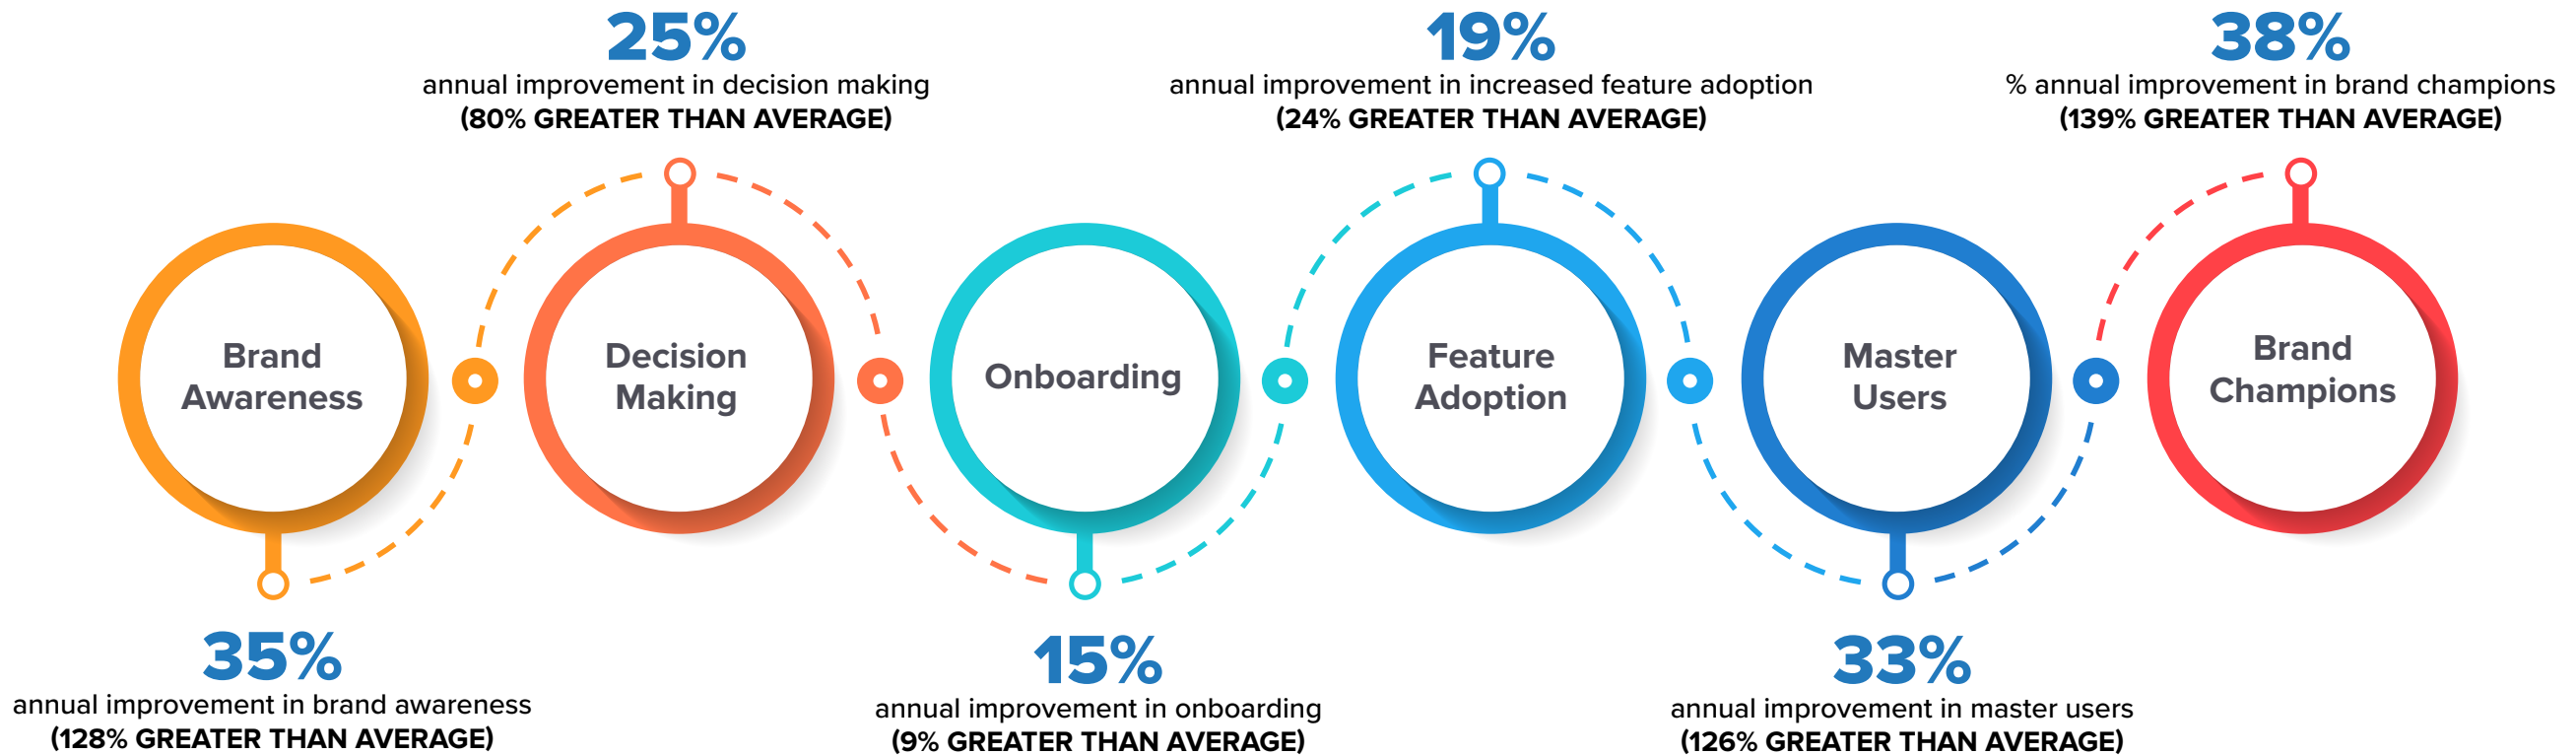 25%
annual improvement in decision making
(80% GREATER THAN AVERAGE)
19%
annual improvement in increased feature adoption
(24% GREATER THAN AVERAGE)
38%
% annual improvement in brand champions
(139% GREATER THAN AVERAGE)
Brand
Awareness
Decision
Making
Onboarding
Feature
Adoption
Master
Users
Brand
Champions
35%
annual improvement in brand awareness
(128% GREATER THAN AVERAGE)
15%
annual improvement in onboarding
(9% GREATER THAN AVERAGE)
33%
annual improvement in master users
(126% GREATER THAN AVERAGE)